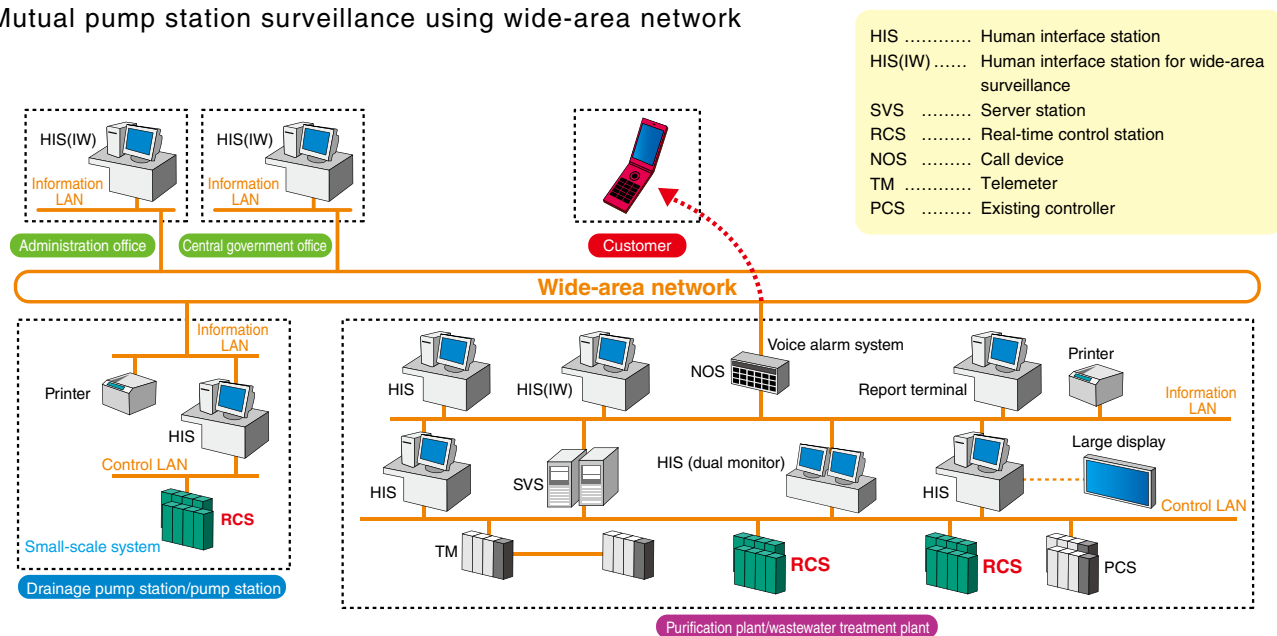 Mutual pump station surveillance using wide-area network
HIS ............ Human interface station
HIS(IW) ...... Human interface station for wide-area
surveillance
SVS ......... Server station
RCS ......... Real-time control station
NOS ......... Call device
TM ............ Telemeter
PCS ......... Existing controller
HIS(IW)
Information
LAN
Administration office
HIS(IW)
Information
LAN
Central government office
Customer
Wide-area network
Information
LAN
Printer
HIS
Control LAN
RCS
Small-scale system
Drainage pump station/pump station
HIS
HIS(IW)
NOS
Voice alarm system
Report terminal
Printer
Information
LAN
HIS
SVS
HIS (dual monitor)
HIS
Large display
Control LAN
TM
RCS
RCS
PCS
Purification plant/wastewater treatment plant